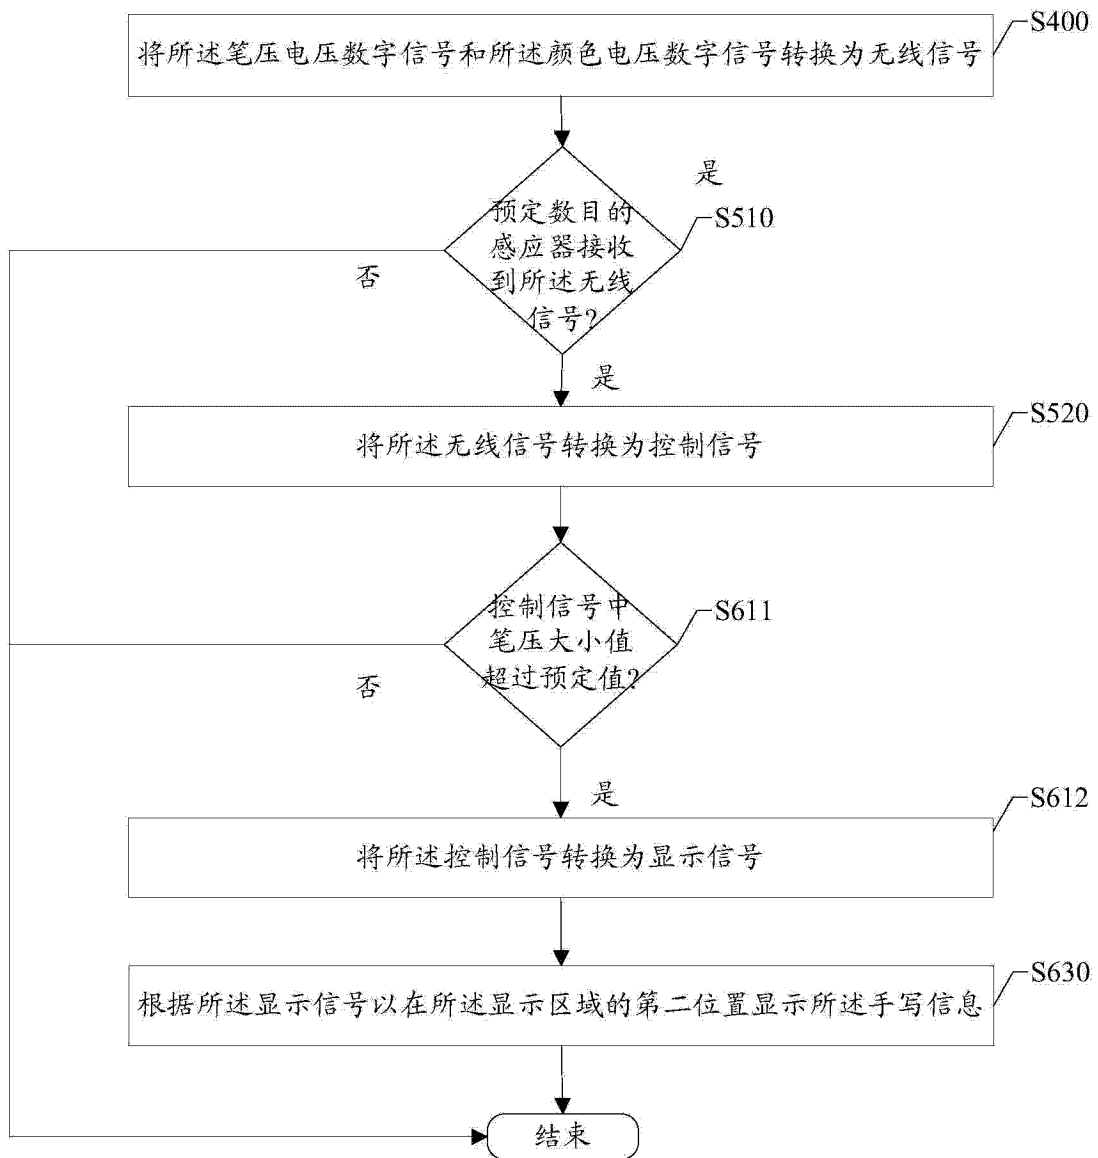 S400
将所述笔压电压数字信号和所述颜色电压数字信号转换为无线信号
是
预定数目的
感应器接收
到所述无线
信号?
S510
否
是
S520
将所述无线信号转换为控制信号
控制信号中
笔压大小值
超过预定值?
S611
否
是
S612
将所述控制信号转换为显示信号
S630
根据所述显示信号以在所述显示区域的第二位置显示所述手写信息
结束